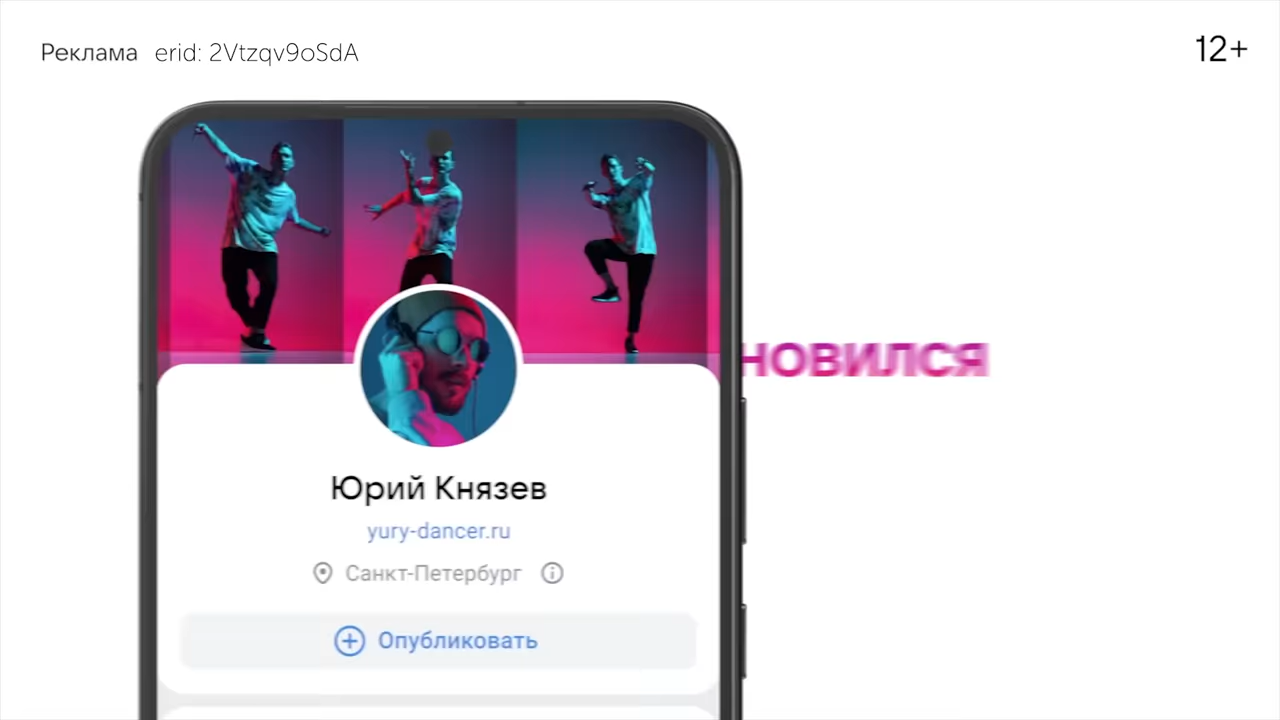 Реклама erid: 2Vtzqv9oSdA
12+
НОВИЛСЯ
Юрий Князев
yury-dancer.ru
Санкт-Петербург
Опубликовать